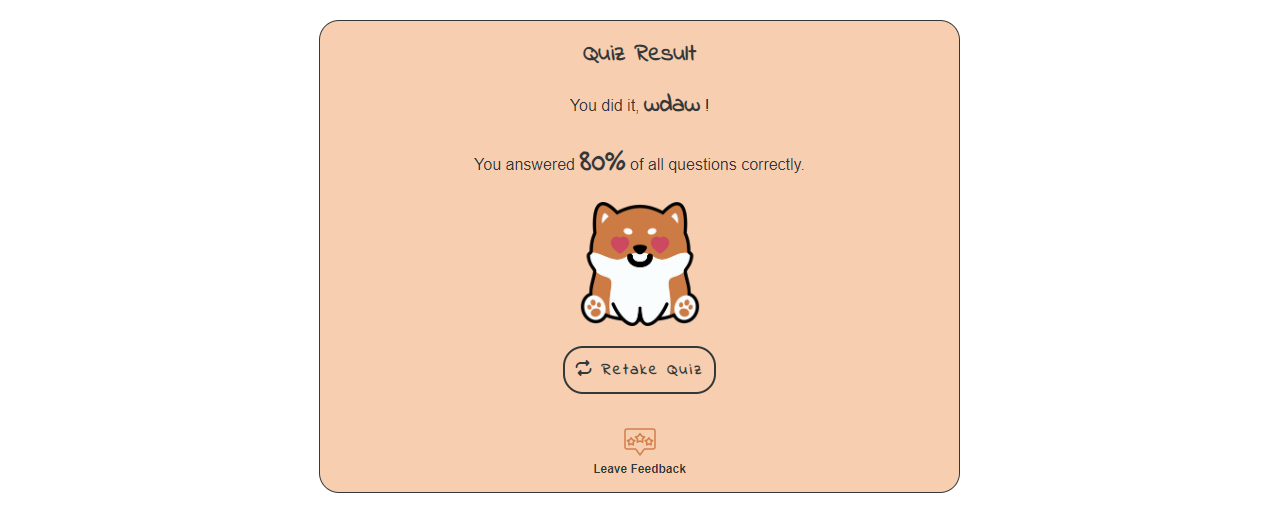 Quiz Result
You did it, wdaw !
You answered 80% of all questions correctly.
Retake Quiz
Leave Feedback